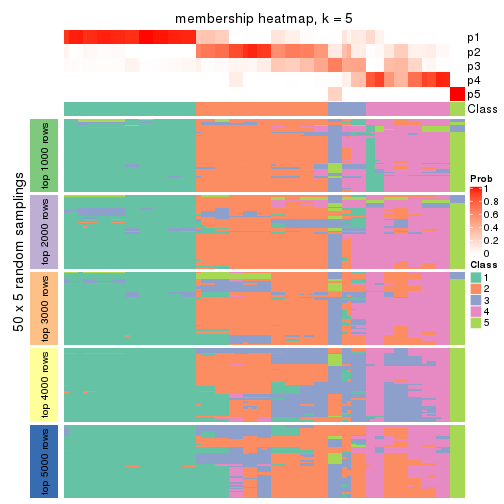 membership heatmap, k = 5
p1
p2
p3
p4
p5
Class
50 x 5 random samplings
top 1000 rows
top 2000 rows
top 3000 rows
top 4000 rows
top 5000 rows
Prob
1
0.8
0.6
0.4
0.2
0
Class
1
2
3
4
5